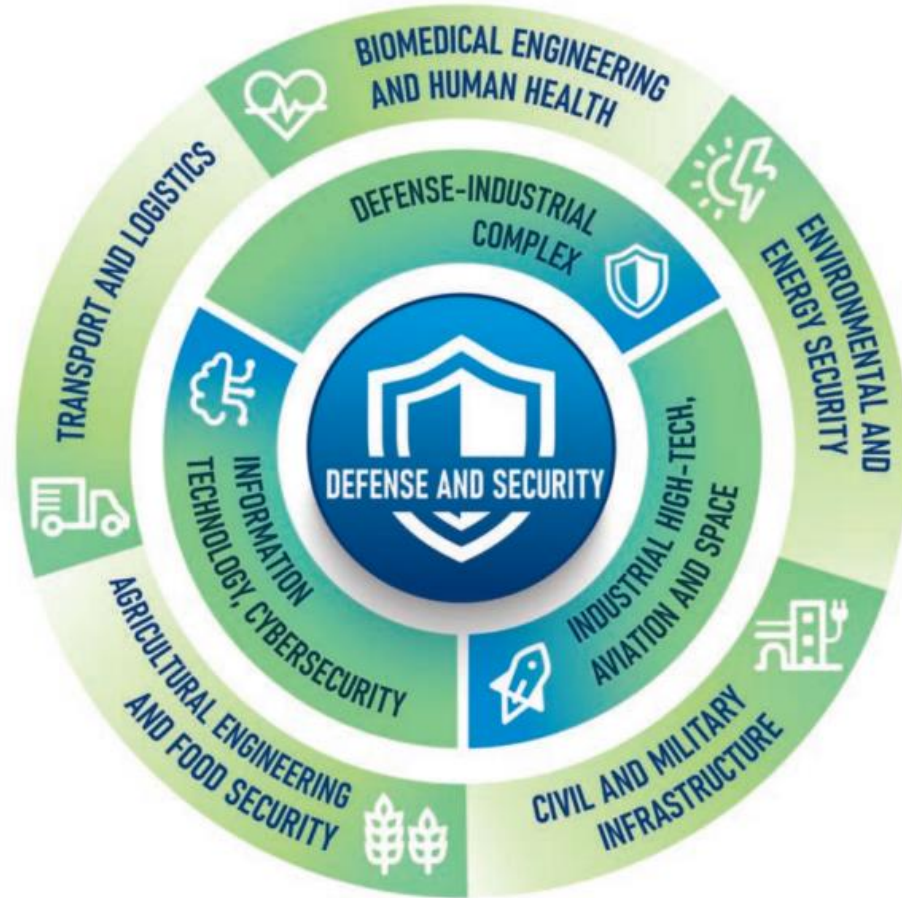 BIOMEDICAL ENGINEERING
AND HUMAN HEALTH
ENVIRONMENTAL AND
ENERGY SECURITY
CIVIL AND MILITARY
INFRASTRUCTURE
AGRICULTURAL ENGINEERING
AND FOOD SECURITY
TRANSPORT AND LOGISTICS
DEFENSE-INDUSTRIAL
COMPLEX
INDUSTRIAL HIGH-TECH,
AVIATION AND SPACE
INFORMATION
TECHNOLOGY, CYBERSECURITY
DEFENSE AND SECURITY